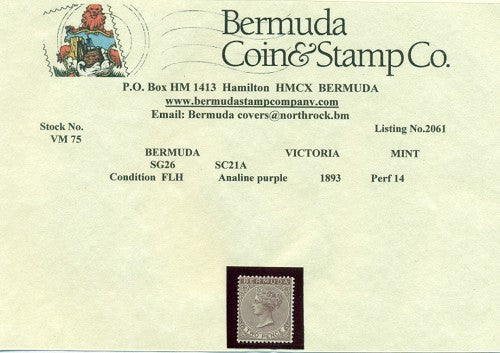 Bermuda
Coin&Stamp Co.
P.O. Box HM 1413 Hamilton HMCX BERMUDA
www.bermudastampcompany.com
Email: Bermuda covers@northrock.bm
Stock No. Listing No.2061
VM 75
BERMUDA VICTORIA MINT
SG26 SC21A
Condition FLH Analine purple 1893 Perf 14
BERMUDA
TWO PENCE